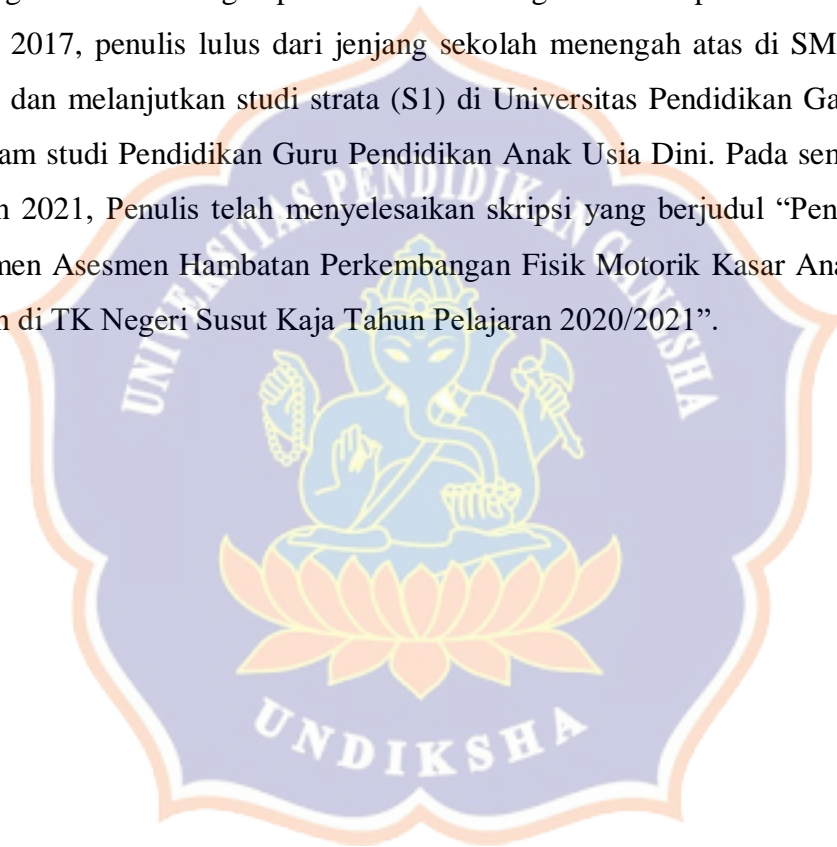 2017, penulis lulus dari jenjang sekolah menengah atas di SM
dan melanjutkan studi strata (S1) di Universitas Pendidikan Ga
am studi Pendidikan Guru Pendidikan Anak Usia Dini. Pada sen
2021, Penulis telah menyelesaikan skripsi yang berjudul “Pen
men Asesmen Hambatan Perkembangan Fisik Motorik Kasar Ana
di TK Negeri Susut Kaja Tahun Pelajaran 2020/2021”.
UNIVERSITAS PENDIDIKAN GANESHA
UNDIKSHA